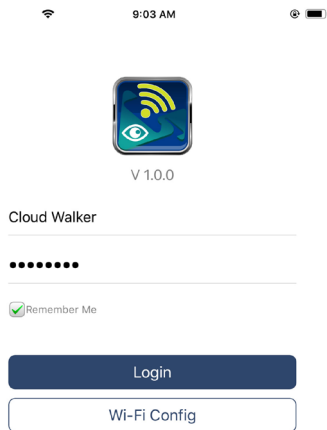 9:03 AM
V 1.0.0
Cloud Walker
●●●●●●●●
Remember Me
Login
Wi-Fi Config